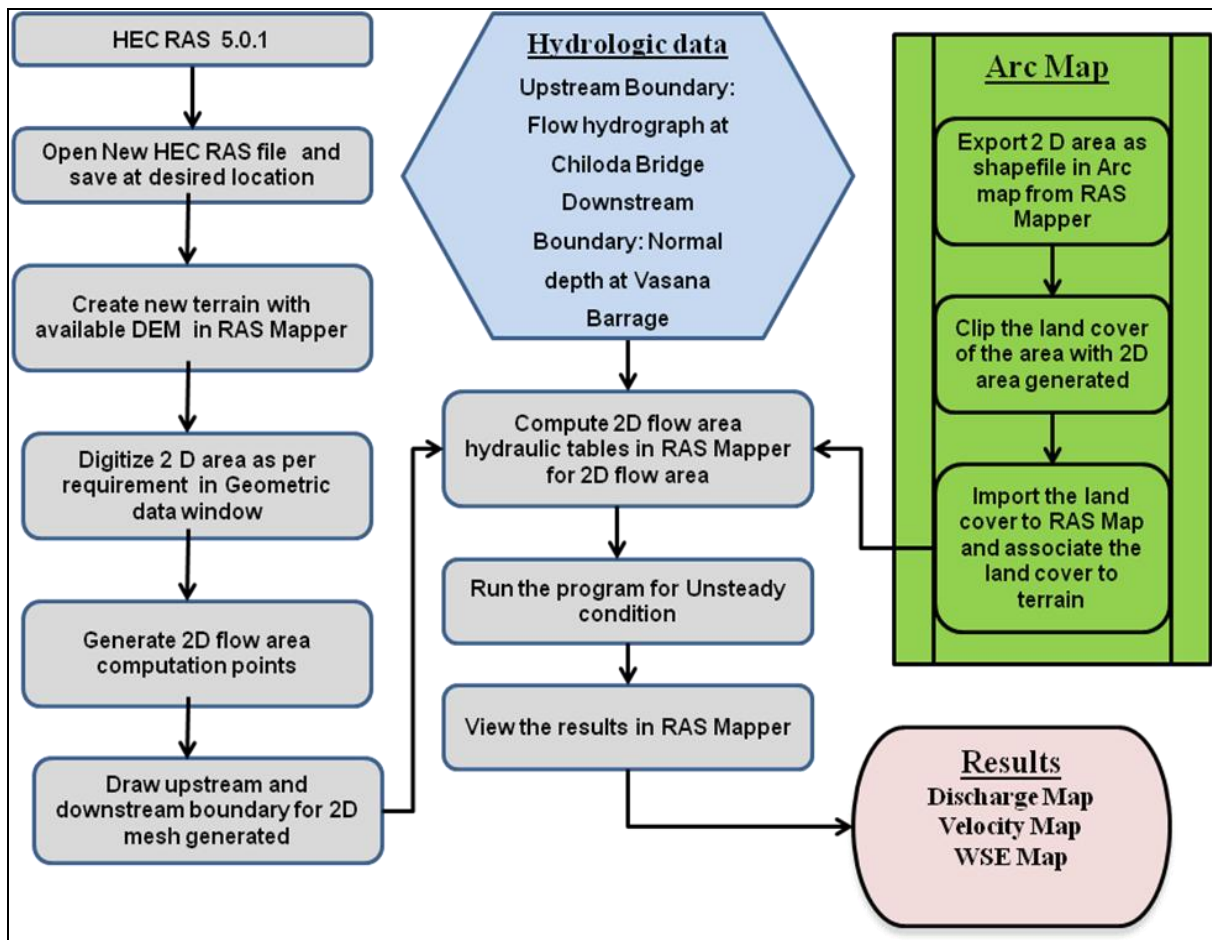 HEC RAS 5.0.1
Open New HEC RAS file and
save at desired location
Create new terrain with
available DEM in RAS Mapper
Digitize 2 D area as per
requirement in Geometric
data window
Generate 2D flow area
computation points
Draw upstream and
downstream boundary for 2D
mesh generated
Hydrologic data
Upstream Boundary:
Flow hydrograph at
Chiloda Bridge
Downstream
Boundary: Normal
depth at Vasana
Barrage
Compute 2D flow area
hydraulic tables in RAS Mapper
for 2D flow area
Run the program for Unsteady
condition
View the results in RAS Mapper
Arc Map
Export 2 D area as
shapefile in Arc
map from RAS
Mapper
Clip the land cover
of the area with 2D
area generated
Import the land
cover to RAS Map
and associate the
land cover to
terrain
Results
Discharge Map
Velocity Map
WSE Map